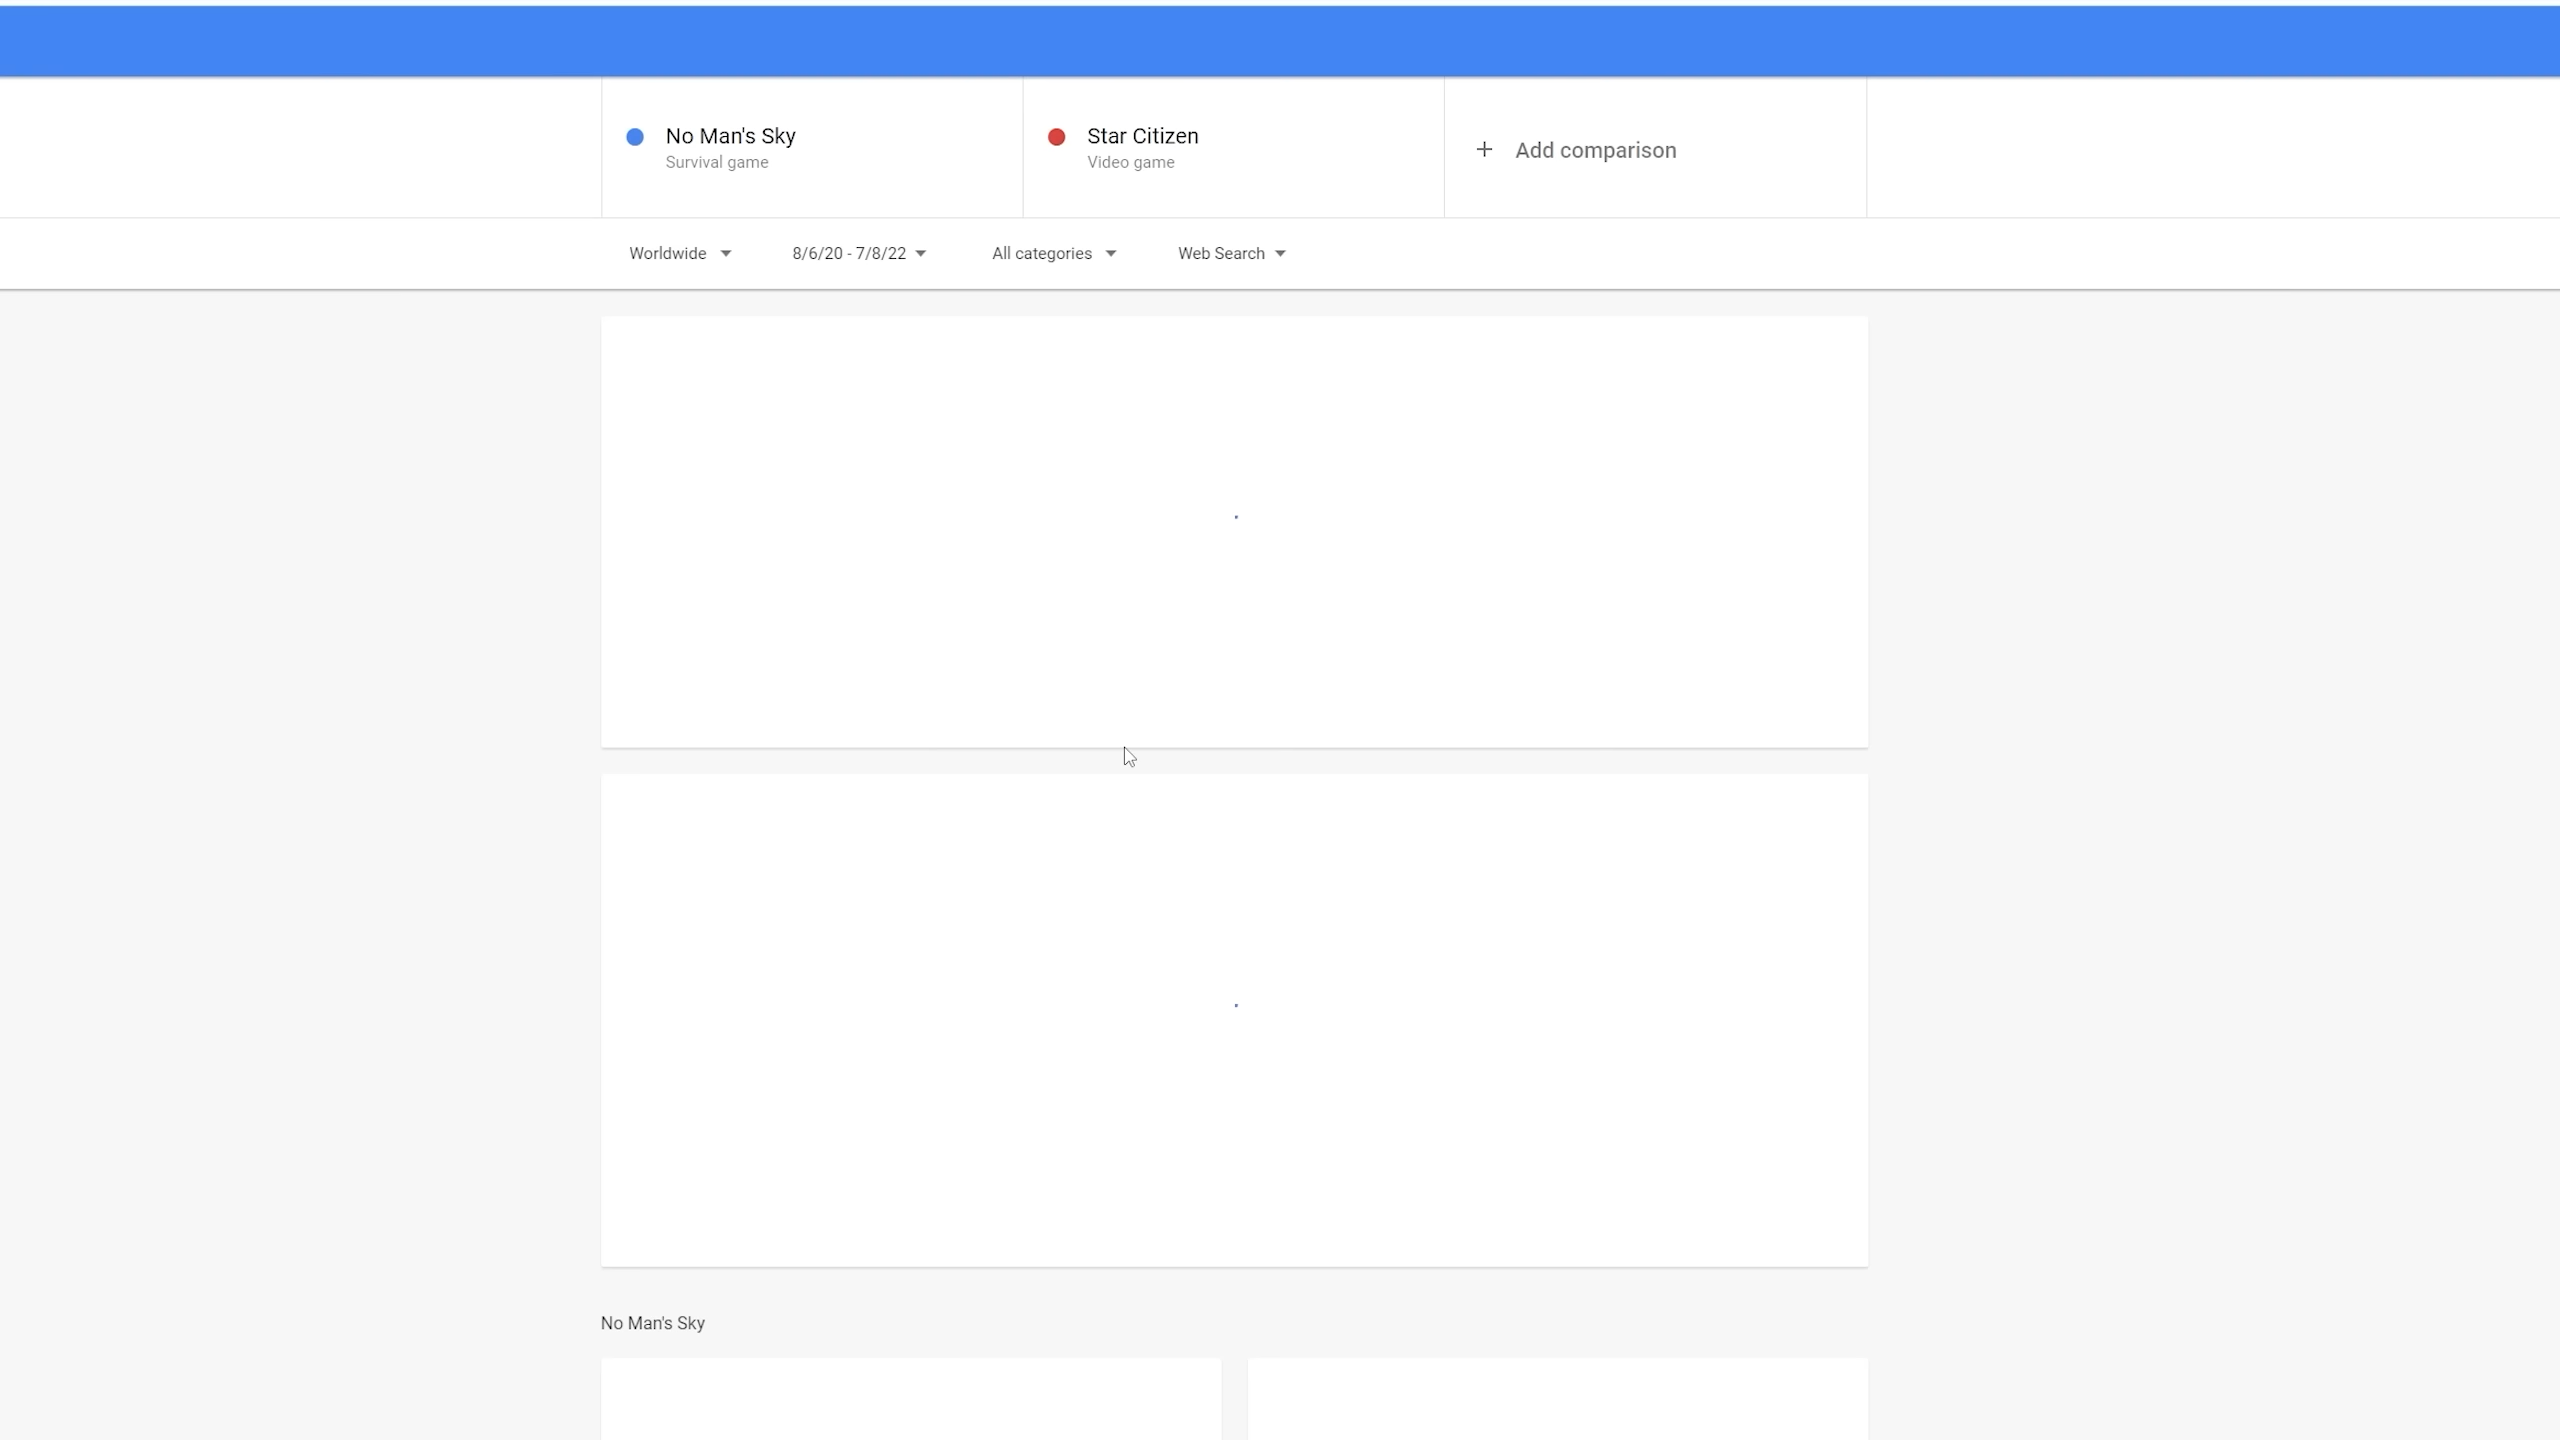 No Man's Sky
Survival game
Star Citizen
Video game
+ Add comparison
Worldwide
8/6/20 - 7/8/22
All categories
Web Search
No Man's Sky